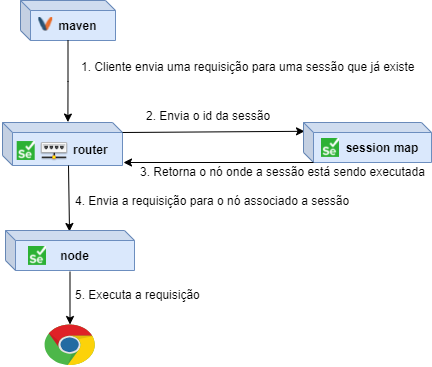 maven
1. Cliente envia uma requisição para uma sessão que já existe
2. Envia o id da sessão
Se router
Se session map
3. Retorna o nó onde a sessão está sendo executada
4. Envia a requisição para o nó associado a sessão
Se node
5. Executa a requisição